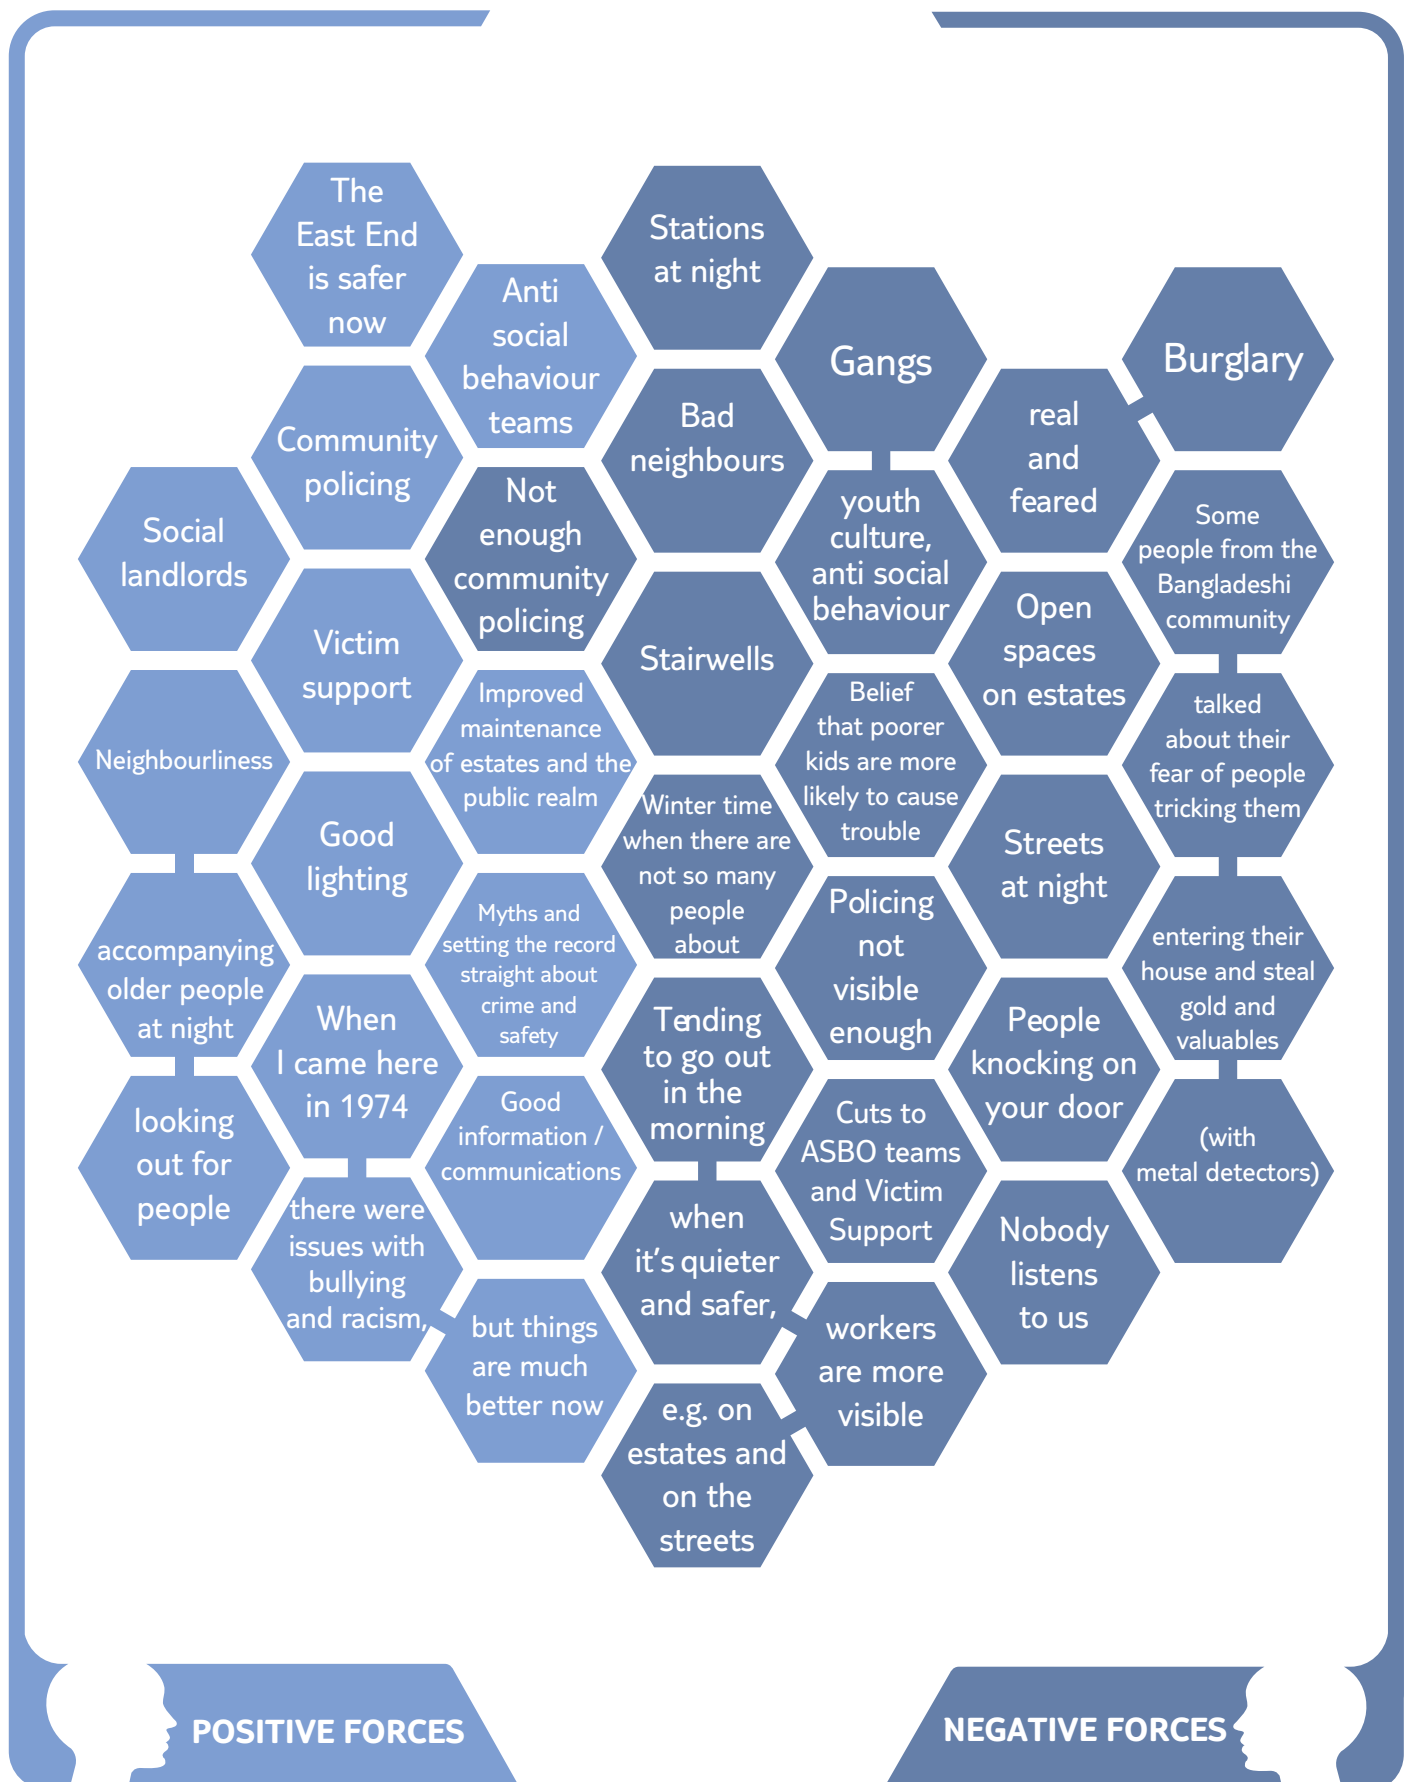 The
East End
is safer
now
Anti
social
behaviour
teams
Community
policing
Social
landlords
Victim
support
Neighbourliness
accompanying
older people
at night
looking
out for
people
Improved
maintenance
of estates and the
public realm
Good
lighting
Myths and
setting the record
straight about
crime and
safety
When
I came here
in 1974
there were
issues with
bullying
and racism,
but things
are much
better now
Good
information /
communications
Stations
at night
Gangs
youth
culture,
anti social
behaviour
Burglary
real
and
feared
Bad
neighbours
Not
enough
community
policing
Stairwells
Open
spaces
on estates
Some
people from the
Bangladeshi
community
talked
about their
fear of people
tricking them
entering their
house and steal
gold and
valuables
(with
metal detectors)
Belief
that poorer
kids are more
likely to cause
trouble
Winter time
when there are
not so many
people
about
Streets
at night
Policing
not
visible
enough
People
knocking on
your door
Tending
to go out
in the
morning
when
it's quieter
and safer,
workers
are more
visible
e.g. on
estates and
on the
streets
Cuts to
ASBO teams
and Victim
Support
Nobody
listens
to us
POSITIVE FORCES
NEGATIVE FORCES